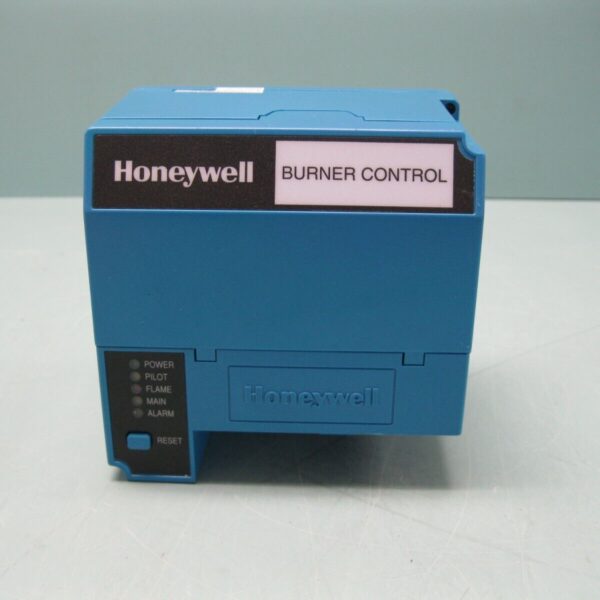 Honeywell
BURNER CONTROL
POWER
PILOT
FLAME
MAIN
ALARM
RESET
Honeywell